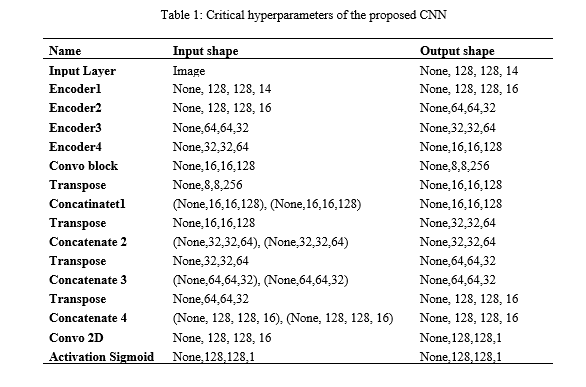 Table 1: Critical hyperparameters of the proposed CNN
Name Input shape Output shape
Input Layer Image None, 128, 128, 14
Encoder1 None, 128, 128, 14 None, 128, 128, 16
Encoder2 None, 128, 128, 16 None,64,64,32
Encoder3 None,64,64,32 None,32,32,64
Encoder4 None,32,32,64 None,16,16,128
Convo block None,16,16,128 None,8,8,256
Transpose None,8,8,256 None,16,16,128
Concatinatet1 (None,16,16,128), (None,16,16,128) None,16,16,128
Transpose None,16,16,128 None,32,32,64
Concatenate 2 (None,32,32,64), (None,32,32,64) None,32,32,64
Transpose None,32,32,64 None,64,64,32
Concatenate 3 (None,64,64,32), (None,64,64,32) None,64,64,32
Transpose None,64,64,32 None, 128, 128, 16
Concatenate 4 (None, 128, 128, 16), (None, 128, 128, 16) None, 128, 128, 16
Convo 2D None, 128, 128, 16 None,128,128,1
Activation Sigmoid None,128,128,1 None,128,128,1